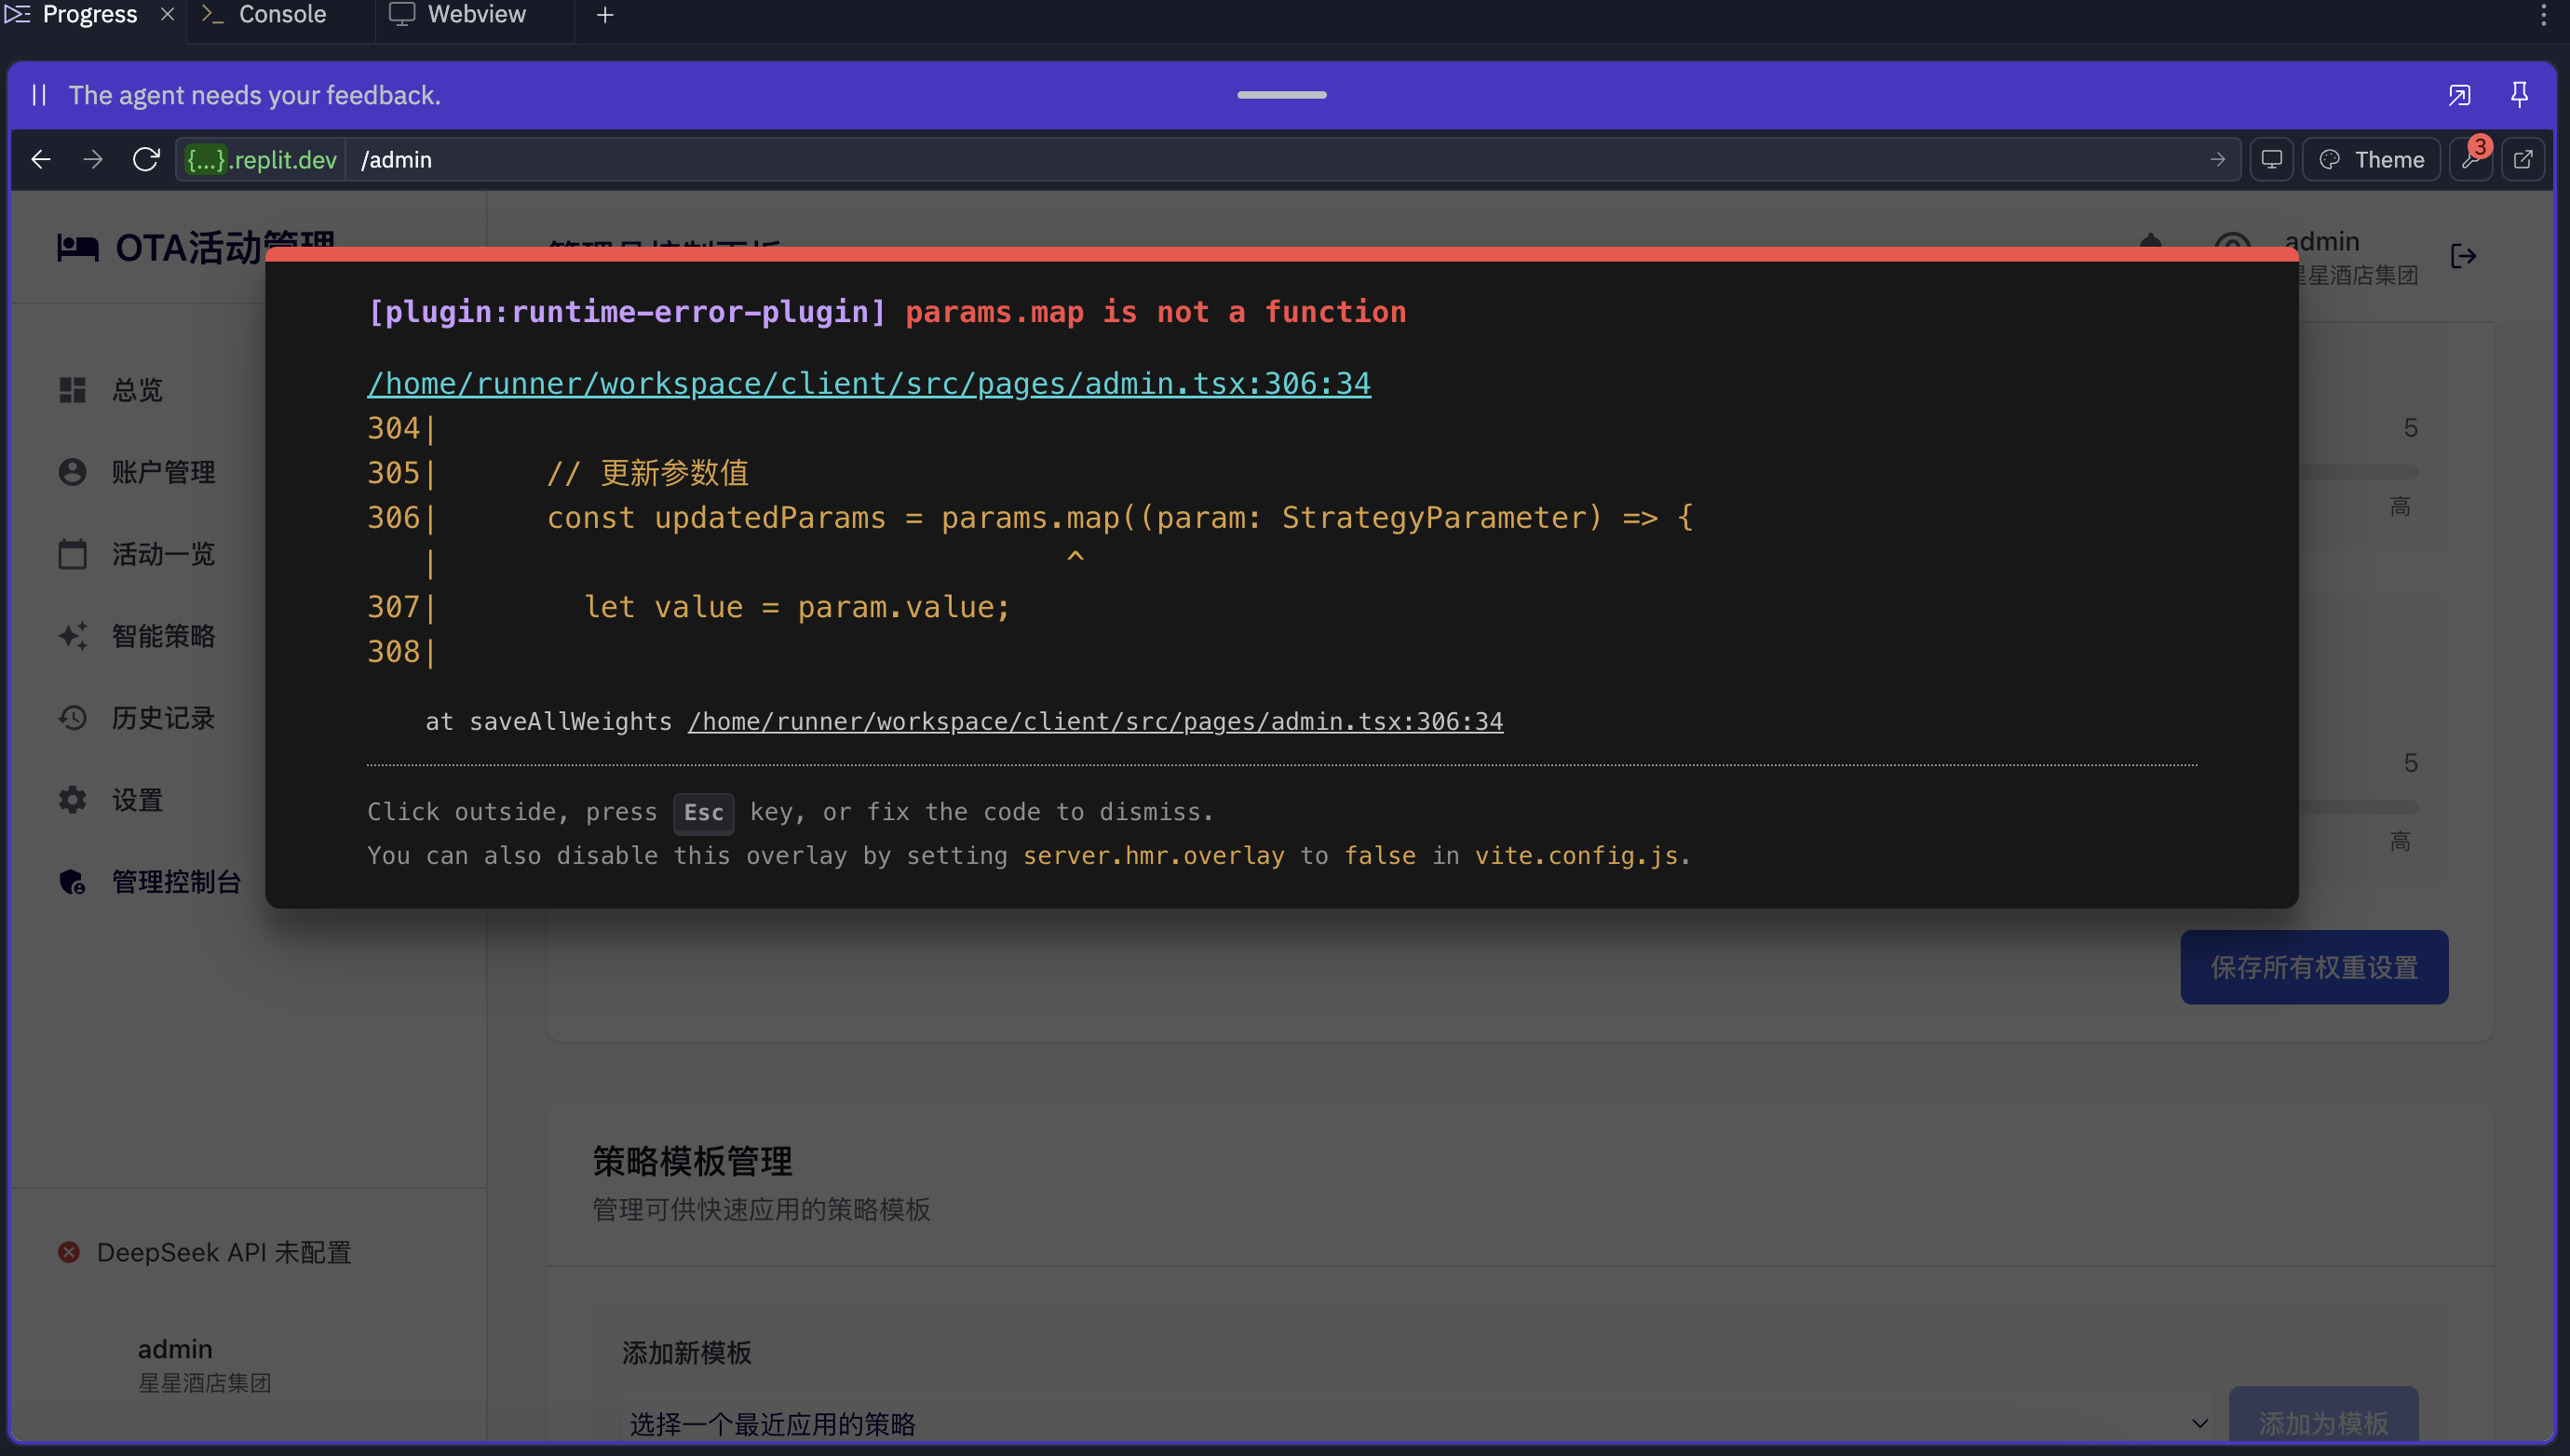 Progress
Console
Webview
The agent needs your feedback.
{...}.replit.dev
/admin
Theme
3
OTA活动管理
管理员控制面板
admin
星星酒店集团
[plugin:runtime-error-plugin] params.map is not a function
/home/runner/workspace/client/src/pages/admin.tsx:306:34
304|
305|      // 更新参数值
306|      const updatedParams = params.map((param: StrategyParameter) => {
   |                                   ^
307|        let value = param.value;
308|
at saveAllWeights /home/runner/workspace/client/src/pages/admin.tsx:306:34
Click outside, press Esc key, or fix the code to dismiss.
You can also disable this overlay by setting server.hmr.overlay to false in vite.config.js.
总览
账户管理
活动一览
智能策略
历史记录
设置
管理控制台
5
高
5
高
保存所有权重设置
策略模板管理
管理可供快速应用的策略模板
添加新模板
选择一个最近应用的策略
添加为模板
DeepSeek API 未配置
admin
星星酒店集团